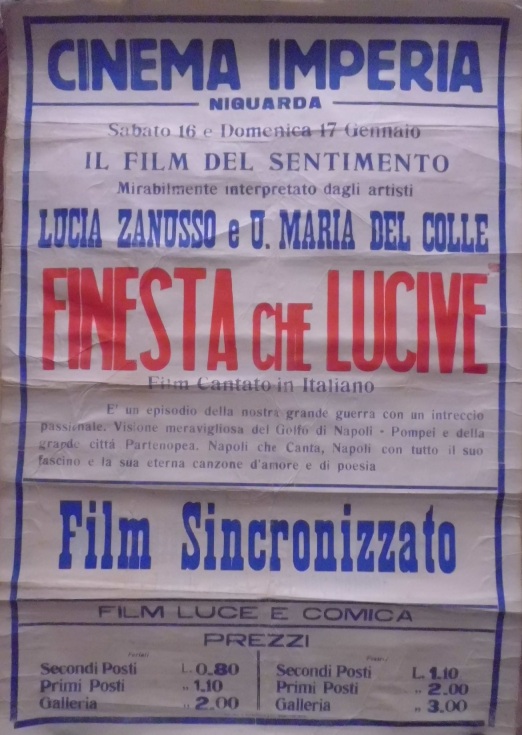 CINEMA IMPERIA
NIGUARDA
Sabato 16 e Domenica 17 Gennaio
IL FILM DEL SENTIMENTO
Mirabilmente interpretato dagli artisti
LUCIA ZANUSSO e U. MARIA DEL COLLE
FINESTA CHE LUCIVE
Film Cantato in Italiano
E' un episodio della nostra grande guerra con un intreccio
passionale. Visione meravigliosa del Golfo di Napoli - Pompei e della
grande città Partenopea. Napoli che Canta, Napoli con tutto il suo
fascino e la sua eterna canzone d'amore e di poesia
Film Sincronizzato
FILM LUCE E COMICA
PREZZI
Secondi Posti L. 0.80
Primi Posti „ 1.10
Galleria „ 2.00
Secondi Posti L. 1.10
Primi Posti „ 2.00
Galleria „ 3.00